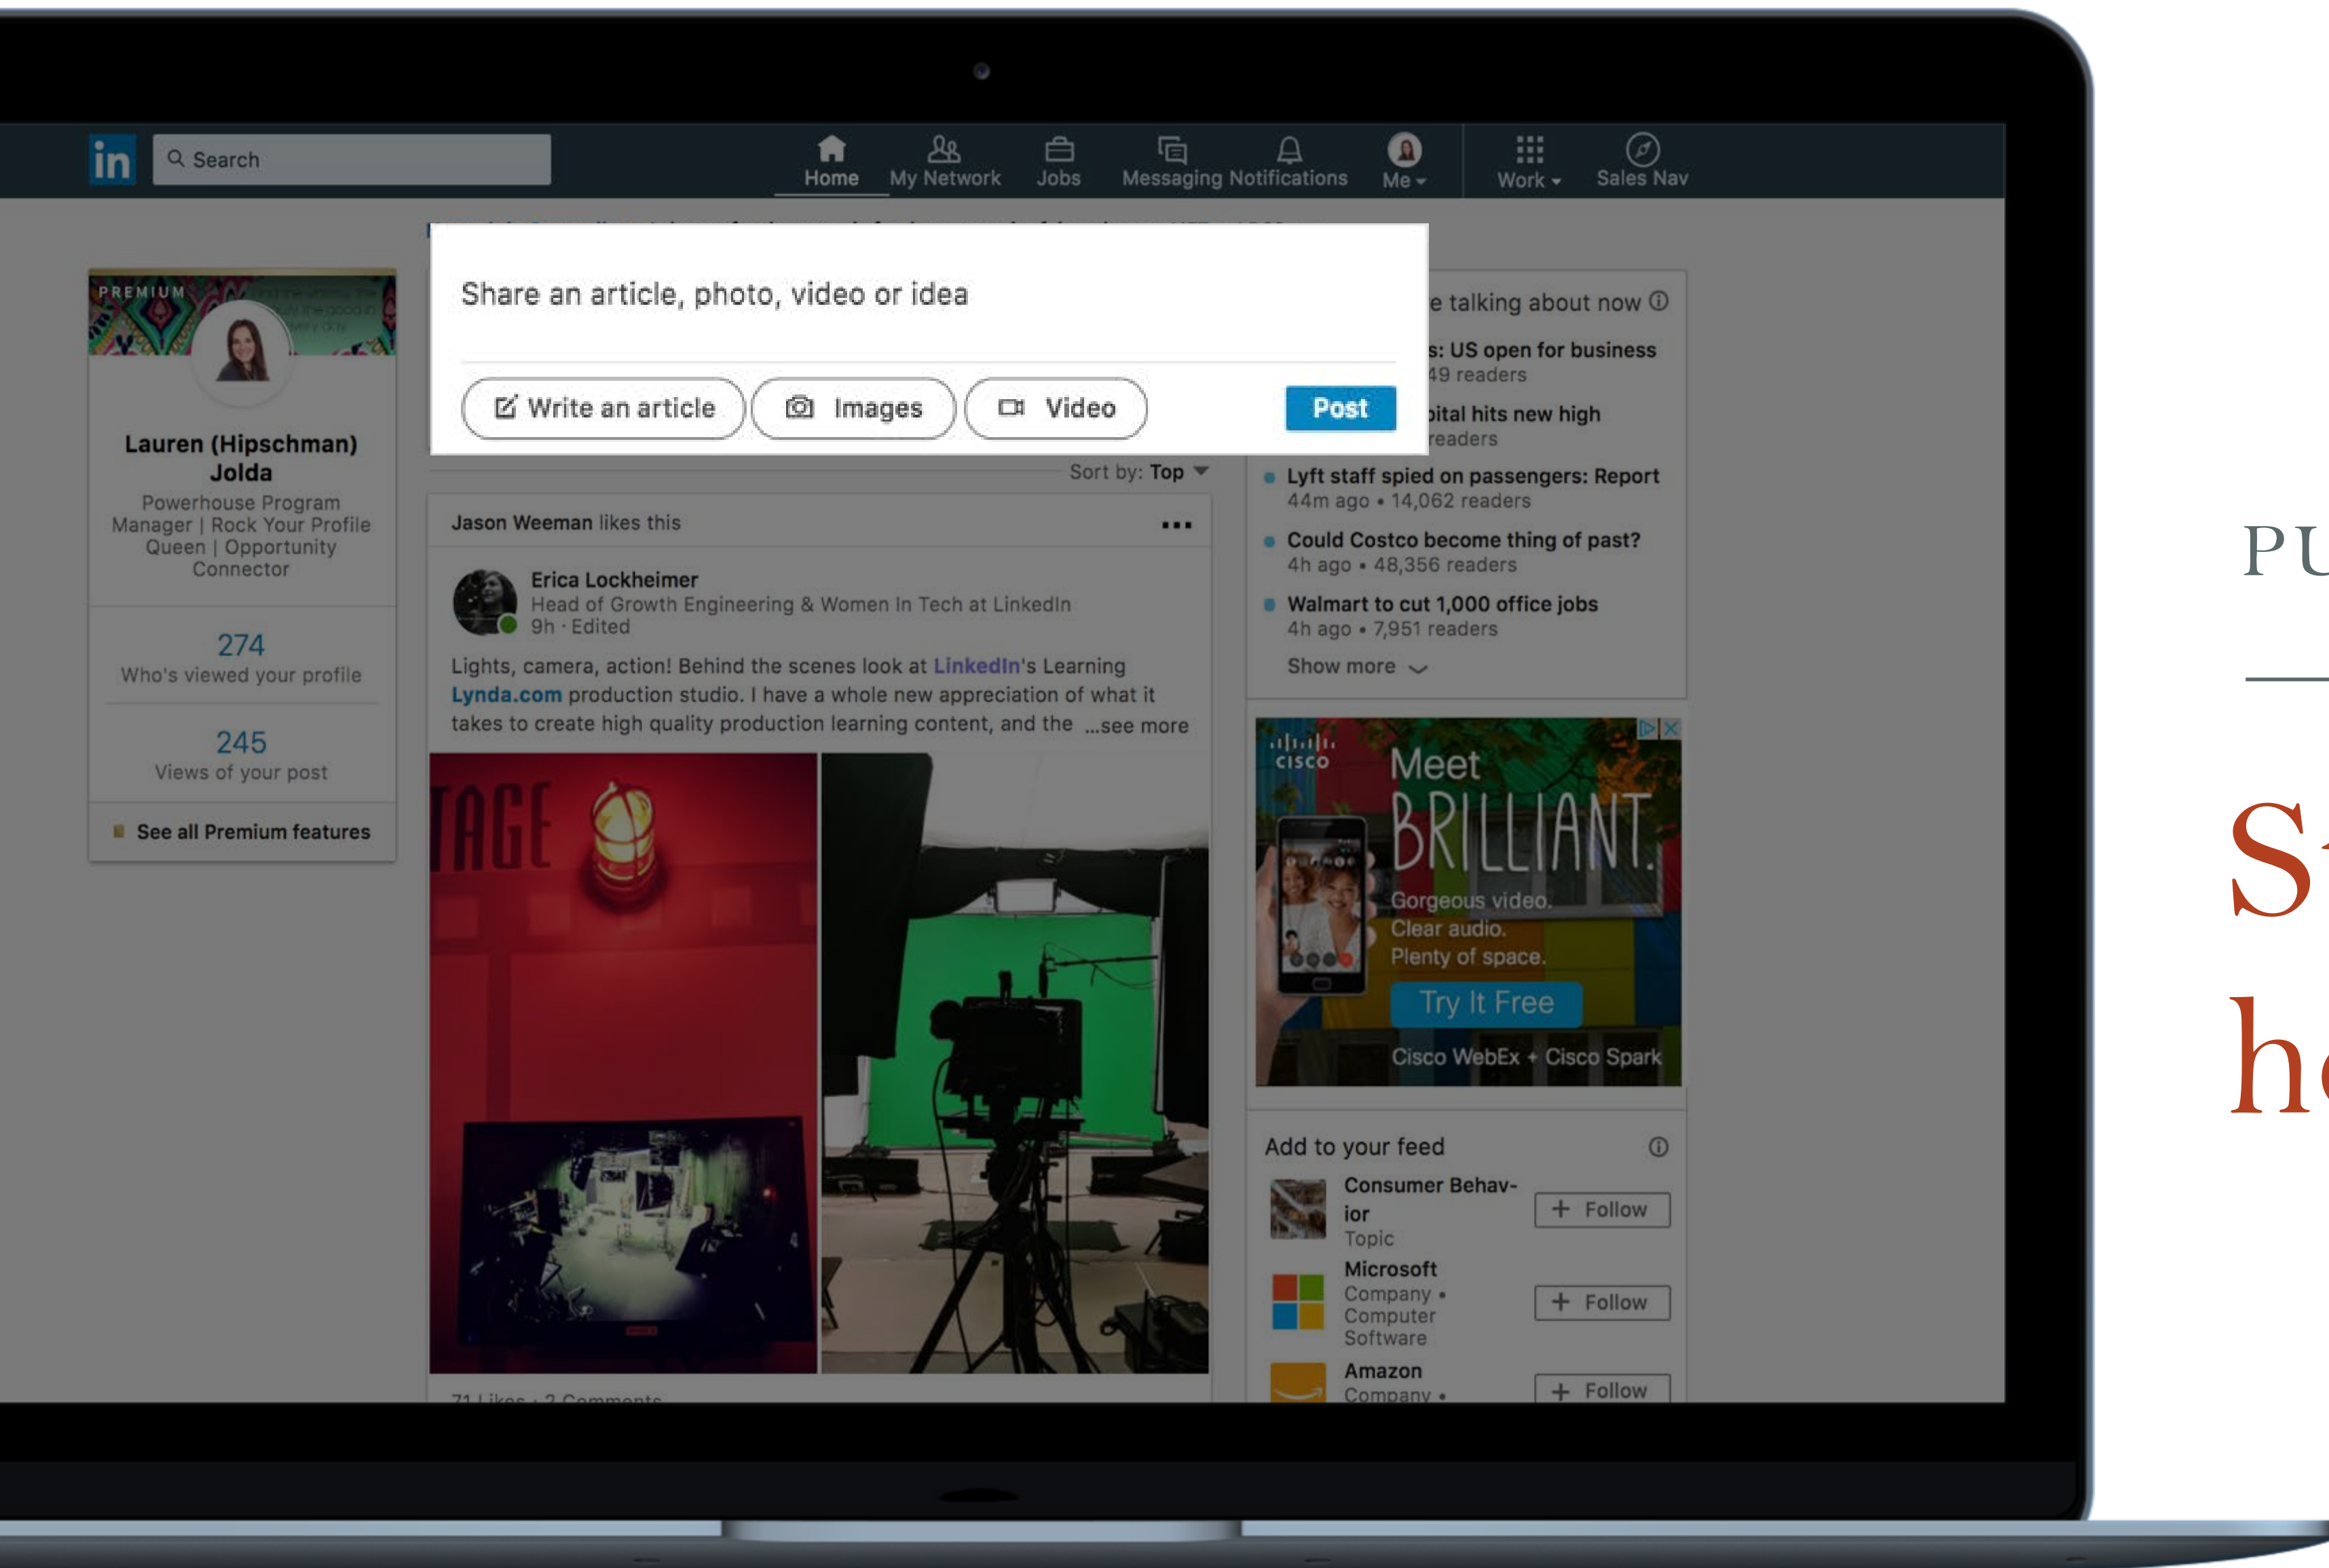 in
Search
Home
My Network
Jobs
Messaging
Notifications
Me
Work
Sales Nav
PREMIUM
Lauren (Hipschman)
Jolda
Powerhouse Program
Manager | Rock Your Profile
Queen | Opportunity
Connector
274
Who's viewed your profile
245
Views of your post
See all Premium features
Share an article, photo, video or idea
Write an article
Images
Video
Post
Sort by: Top
Jason Weeman likes this
Erica Lockheimer
Head of Growth Engineering & Women In Tech at LinkedIn
9h · Edited
Lights, camera, action! Behind the scenes look at LinkedIn's Learning
Lynda.com production studio. I have a whole new appreciation of what it
takes to create high quality production learning content, and the ...see more
TAGE
71 Likes · 2 Comments
talking about now
US open for business
49 readers
hits new high
readers
Lyft staff spied on passengers: Report
44m ago • 14,062 readers
Could Costco become thing of past?
4h ago • 48,356 readers
Walmart to cut 1,000 office jobs
4h ago • 7,951 readers
Show more
CISCO
Meet
BRILLIANT.
Gorgeous video.
Clear audio.
Plenty of space.
Try It Free
Cisco WebEx + Cisco Spark
Add to your feed
Consumer Behav-
ior
Topic
+ Follow
Microsoft
Company •
Computer
Software
+ Follow
Amazon
Company •
+ Follow
PU